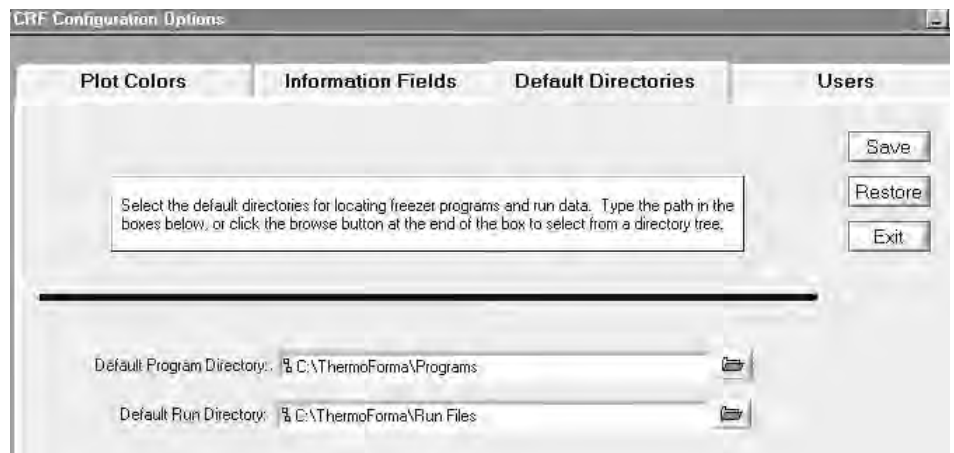 CRF Configuration Options
Plot Colors Information Fields Default Directories Users
Save
Restore
Exit
Select the default directories for locating freezer programs and run data. Type the path in the
boxes below, or click the browse button at the end of the box to select from a directory tree.
Default Program Directory: C:\ThermoForma\Programs
Default Run Directory: C:\ThermoForma\Run Files